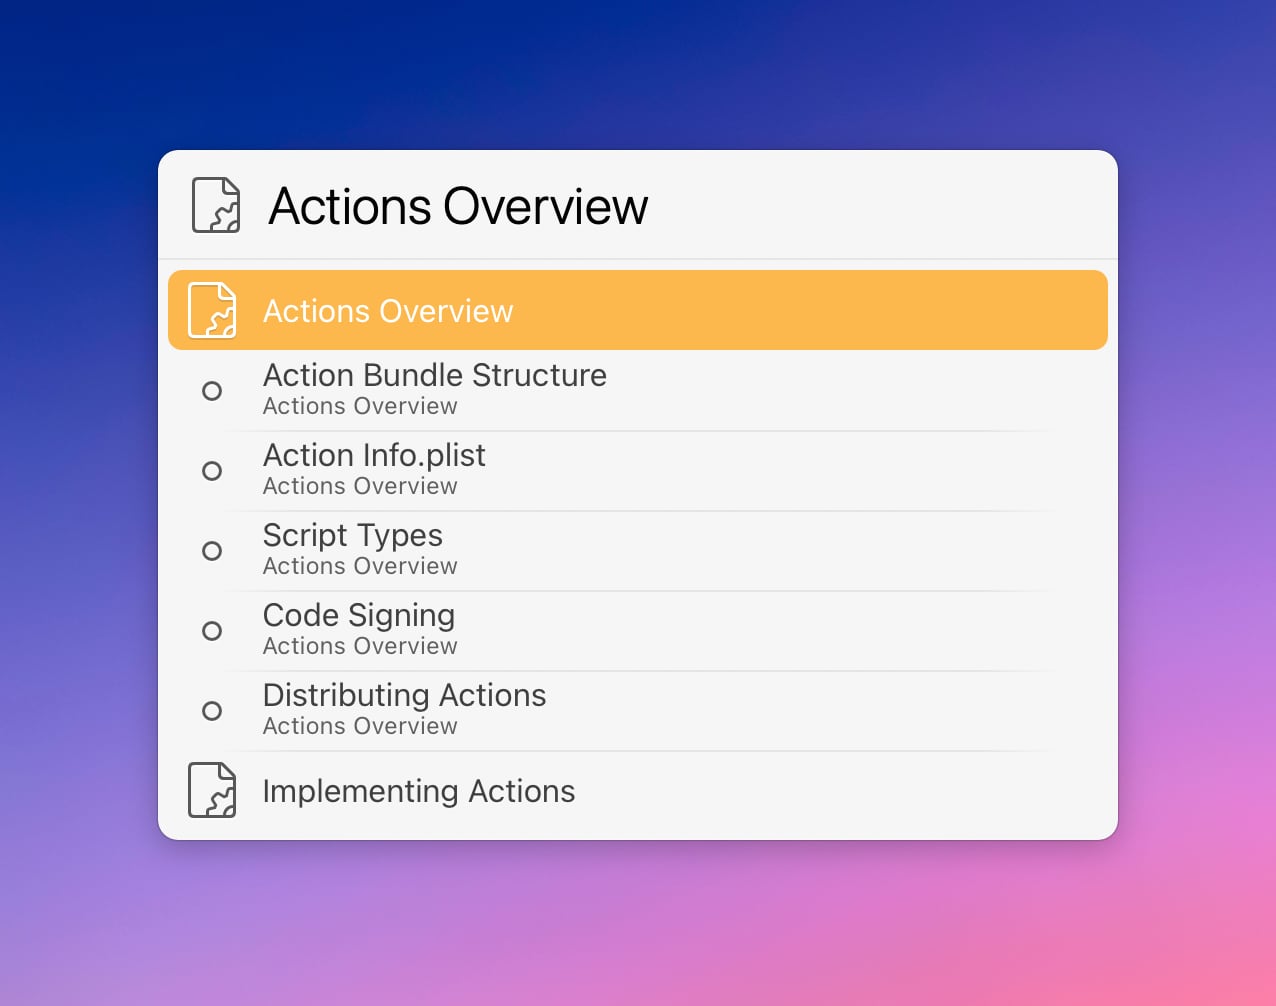 Actions Overview
Actions Overview
Action Bundle Structure
Actions Overview
Action Info.plist
Actions Overview
Script Types
Actions Overview
Code Signing
Actions Overview
Distributing Actions
Actions Overview
Implementing Actions